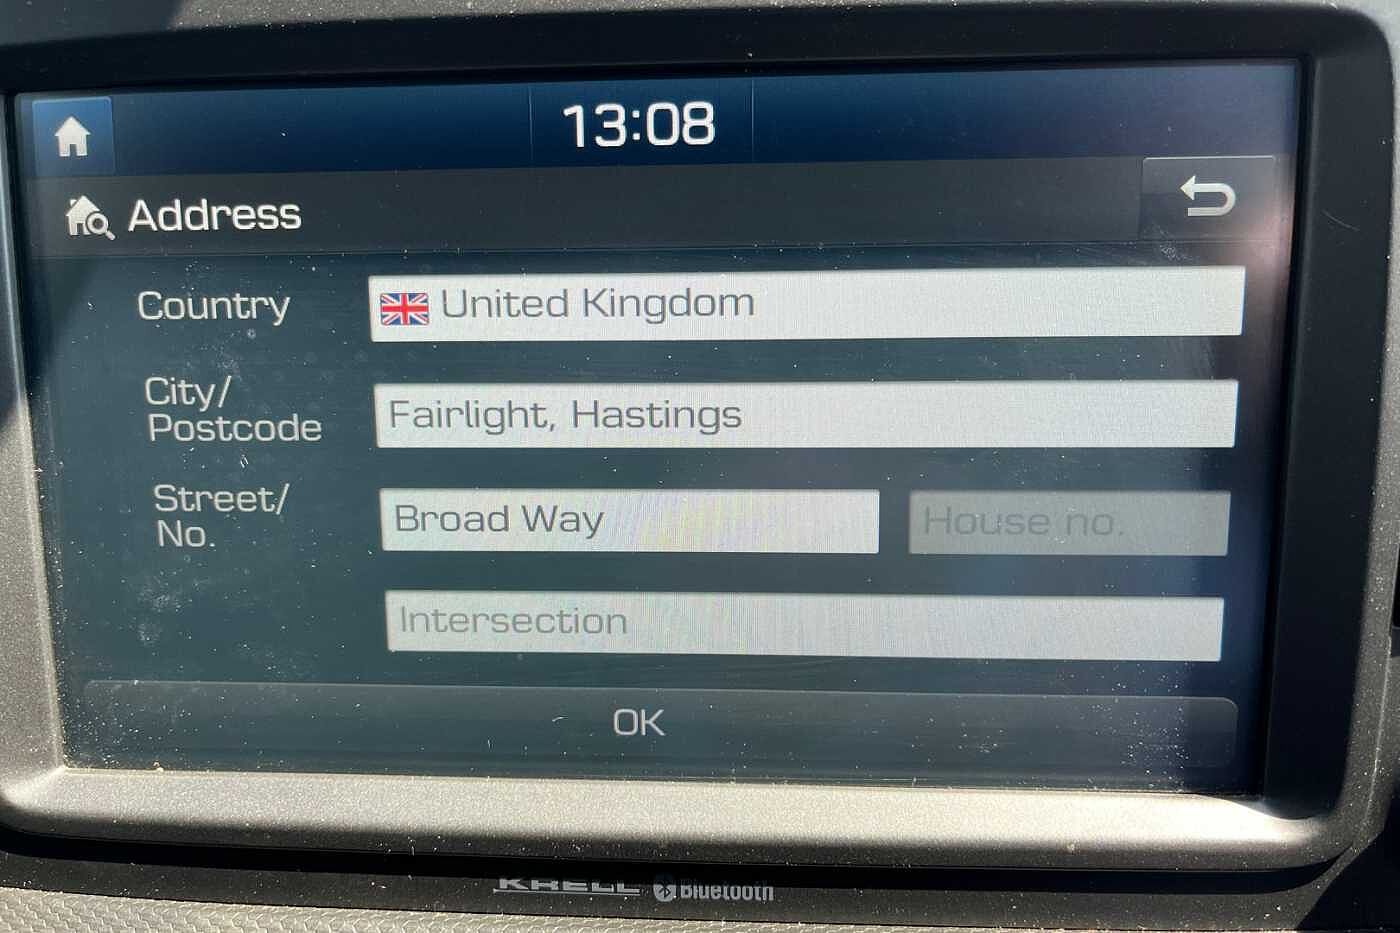 13:08
Address
Country
United Kingdom
City/
Postcode
Fairlight, Hastings
Street/
No.
Broad Way
House no.
Intersection
OK
KRELL Bluetooth